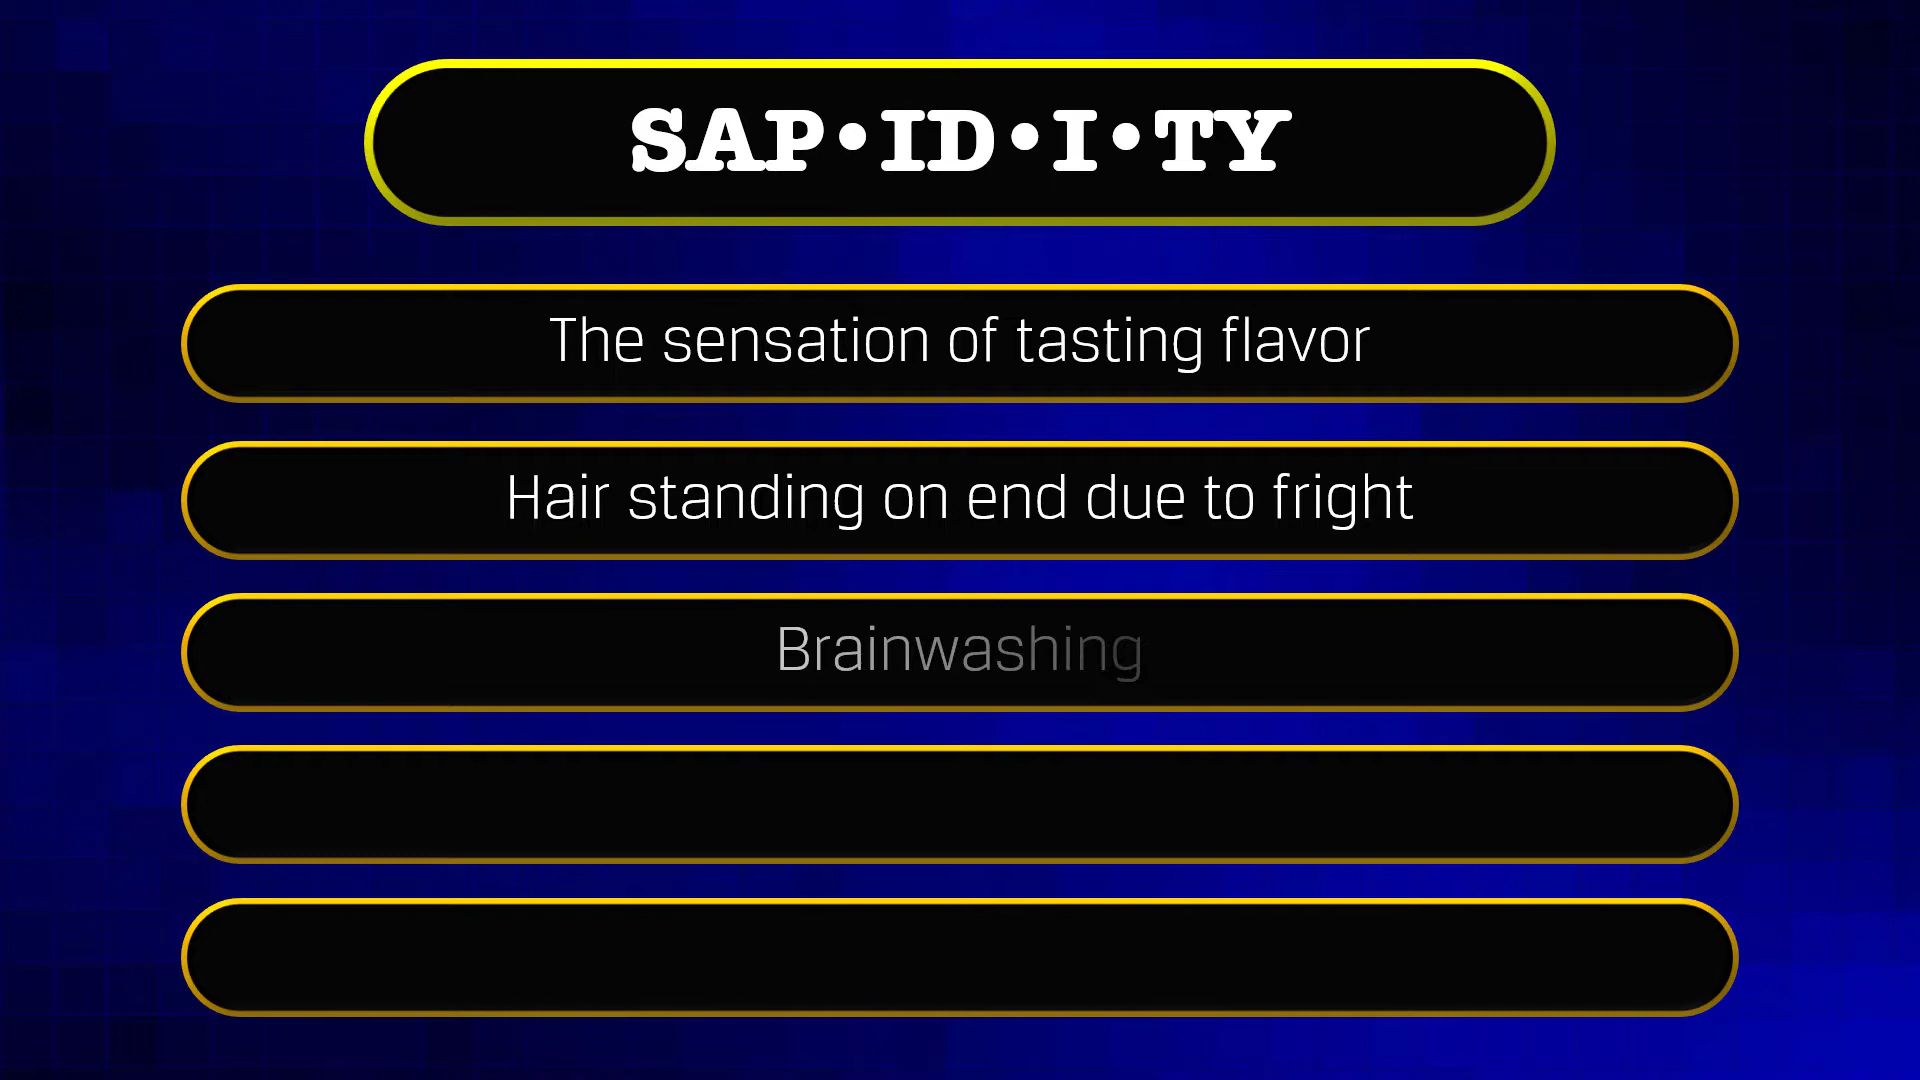 SAP•ID•I•TY
The sensation of tasting flavor
Hair standing on end due to fright
Brainwashing